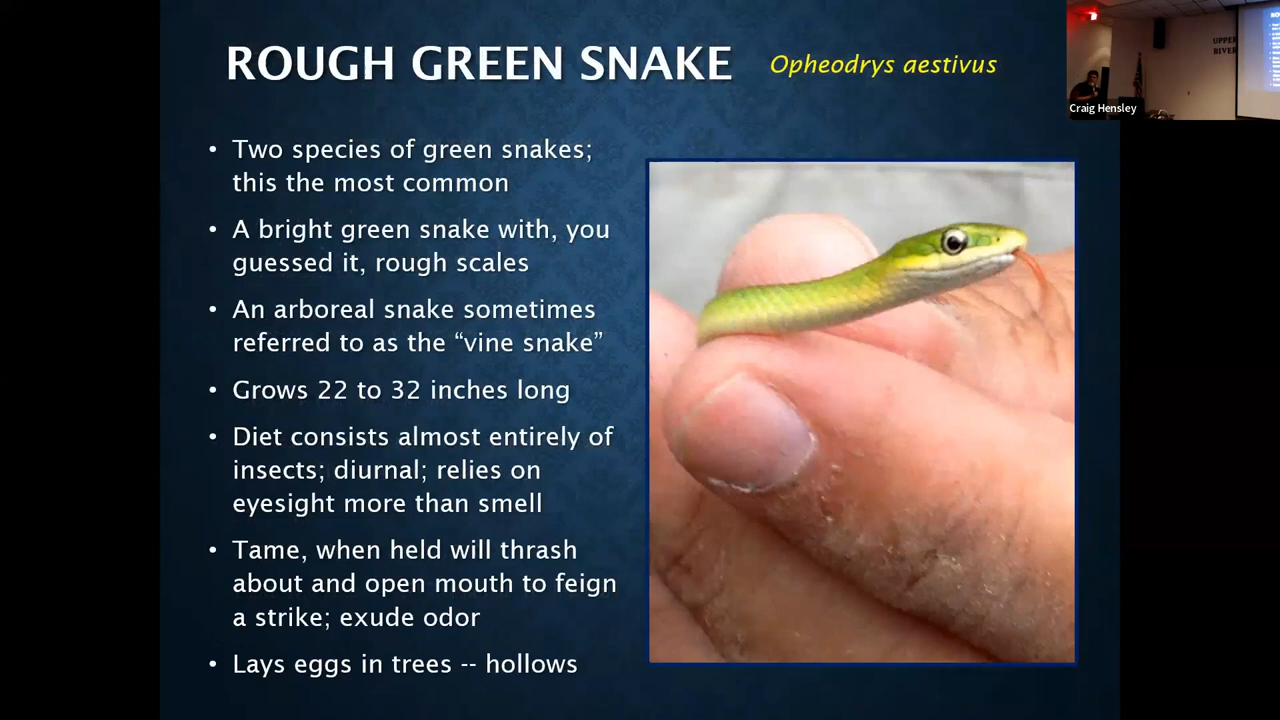 ROUGH GREEN SNAKE
Opheodrys aestivus
• Two species of green snakes;
this the most common
• A bright green snake with, you
guessed it, rough scales
• An arboreal snake sometimes
referred to as the “vine snake”
• Grows 22 to 32 inches long
• Diet consists almost entirely of
insects; diurnal; relies on
eyesight more than smell
• Tame, when held will thrash
about and open mouth to feign
a strike; exude odor
• Lays eggs in trees -- hollows
UPPER
RIVER
Craig Hensley